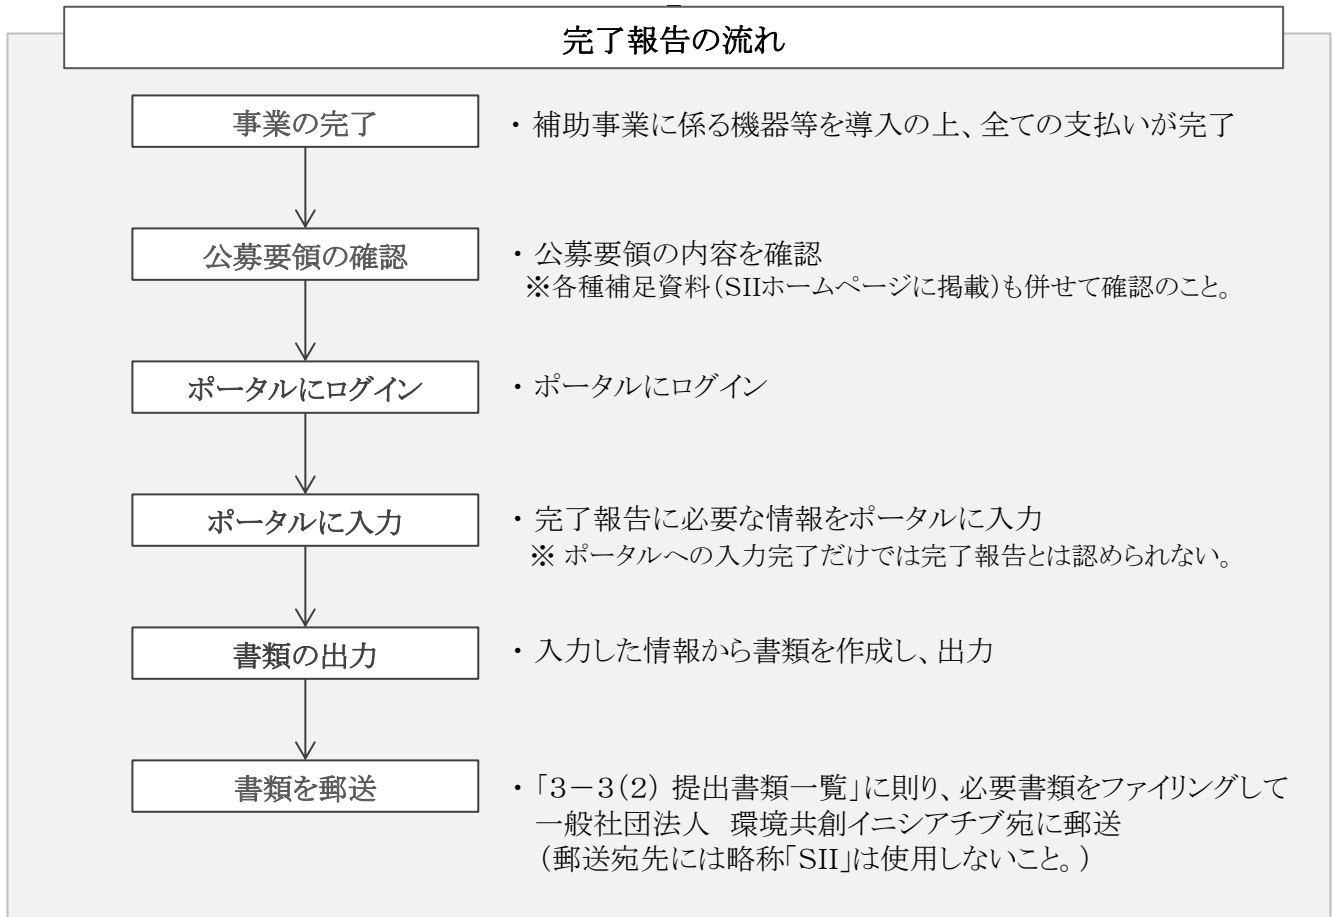 完了報告の流れ
事業の完了
・ 補助事業に係る機器等を導入の上、全ての支払いが完了
公募要領の確認
・ 公募要領の内容を確認
※各種補足資料(SIIホームページに掲載)も併せて確認のこと。
ポータルにログイン
・ ポータルにログイン
ポータルに入力
・ 完了報告に必要な情報をポータルに入力
※ ポータルへの入力完了だけでは完了報告とは認められない。
書類の出力
・ 入力した情報から書類を作成し、出力
書類を郵送
・ 「3-3(2) 提出書類一覧」に則り、必要書類をファイリングして
一般社団法人 環境共創イニシアチブ宛に郵送
(郵送宛先には略称「SII」は使用しないこと。)